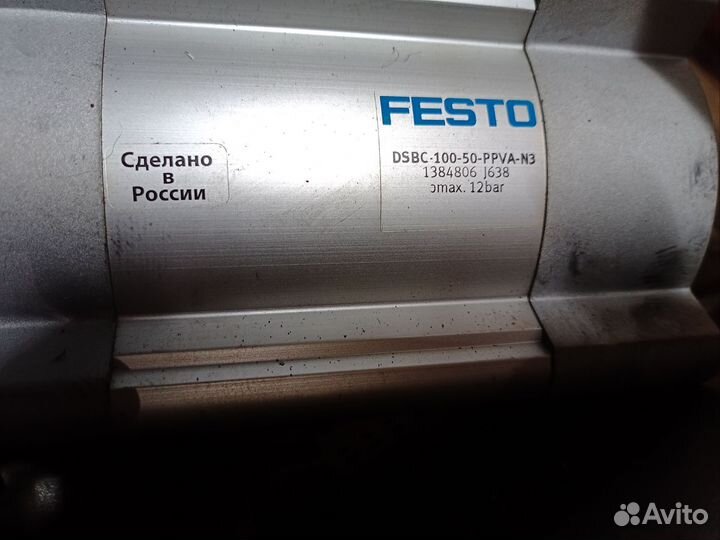 FESTO
DSBC-100-50-PPVA-N3
1384806 J638
pmax. 12bar
Сделано
в
России
Avito